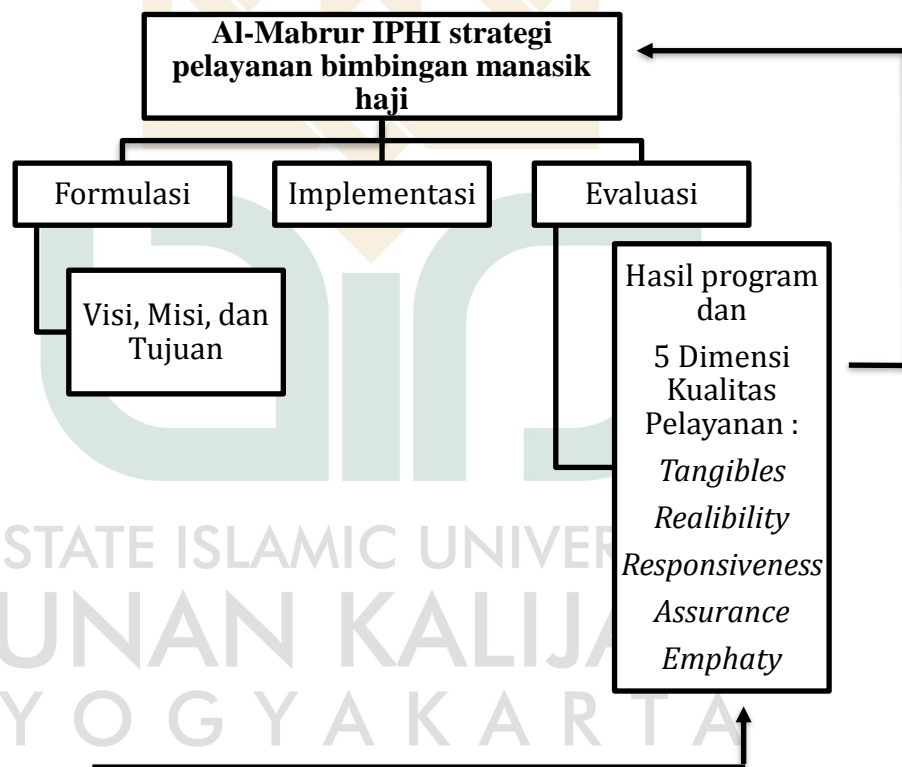 Al-Mabrur IPHI strategi
pelayanan bimbingan manasik
haji
Formulasi
Implementasi
Evaluasi
Visi, Misi, dan
Tujuan
Hasil program
dan
5 Dimensi
Kualitas
Pelayanan :
Tangibles
Realibility
Responsiveness
Assurance
Emphaty
STATE ISLAMIC UNIVER
UNAN KALIJA
YOGYAKARTA